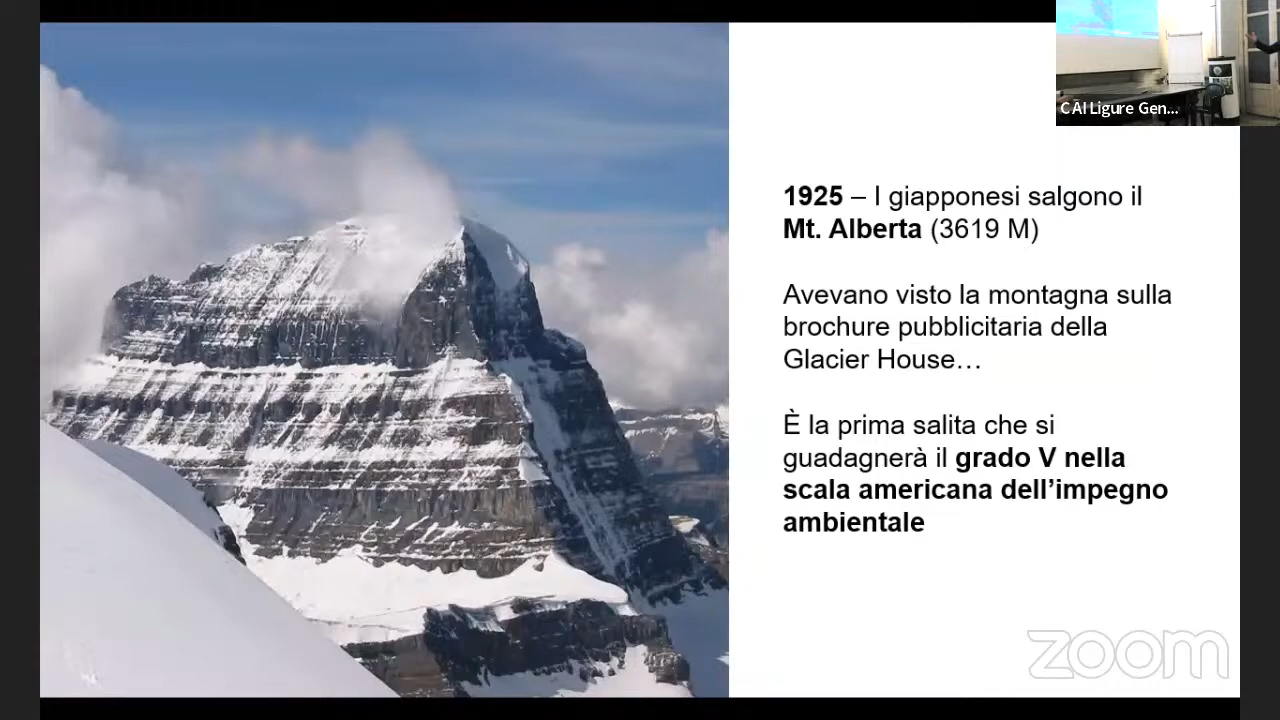 CAI Ligure Gen...
1925 – I giapponesi salgono il
Mt. Alberta (3619 M)
Avevano visto la montagna sulla
brochure pubblicitaria della
Glacier House…
È la prima salita che si
guadagnerà il grado V nella
scala americana dell’impegno
ambientale
zoom